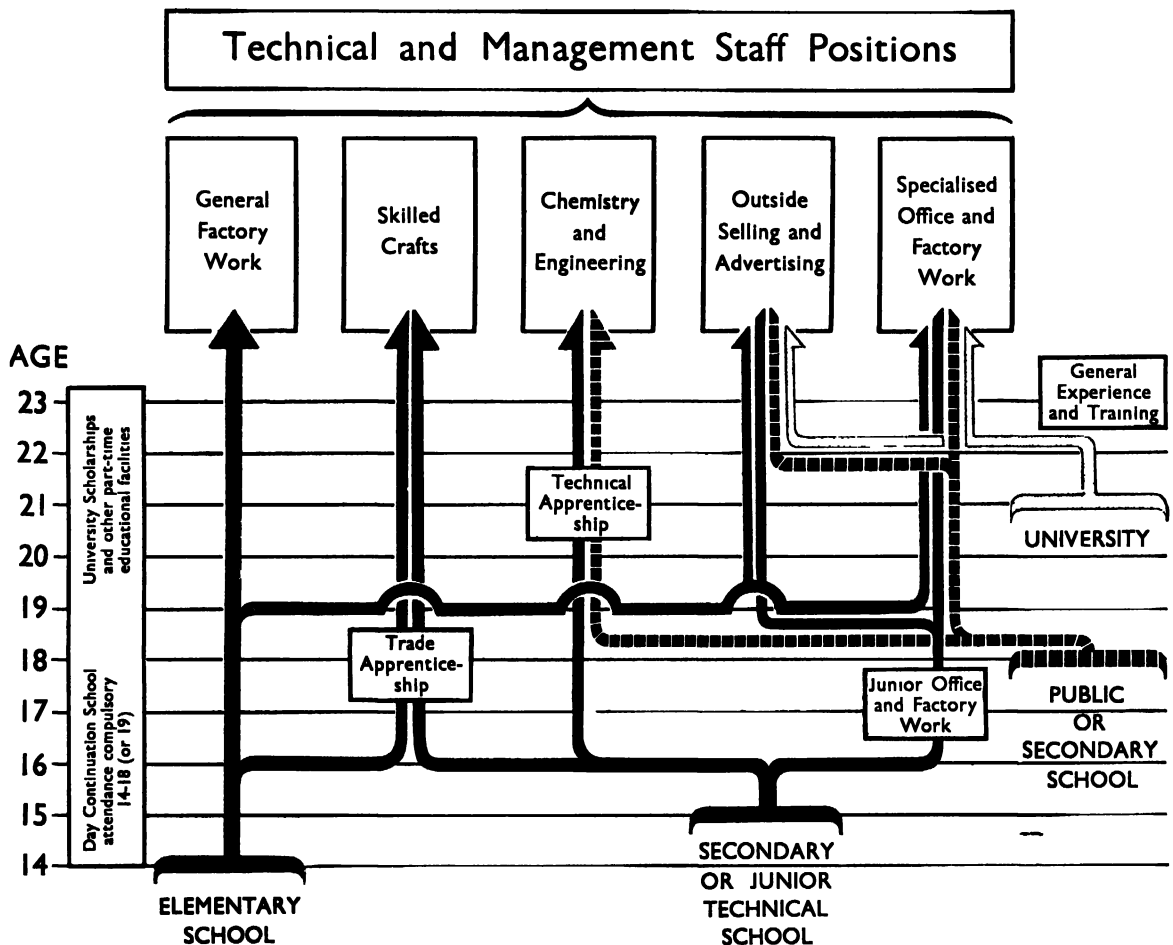 Technical and Management Staff Positions
General
Factory
Work
Skilled
Crafts
Chemistry
and
Engineering
Outside
Selling and
Advertising
Specialised
Office and
Factory
Work
AGE
23
22
21
20
19
18
17
16
15
14
University Scholarships
and other part-time
educational facilities
Day Continuation School
attendance compulsory
14-18 (or 19)
General
Experience
and Training
Technical
Apprentice-
ship
Trade
Apprentice-
ship
Junior Office
and Factory
Work
UNIVERSITY
PUBLIC
OR
SECONDARY
SCHOOL
SECONDARY
OR JUNIOR
TECHNICAL
SCHOOL
ELEMENTARY
SCHOOL